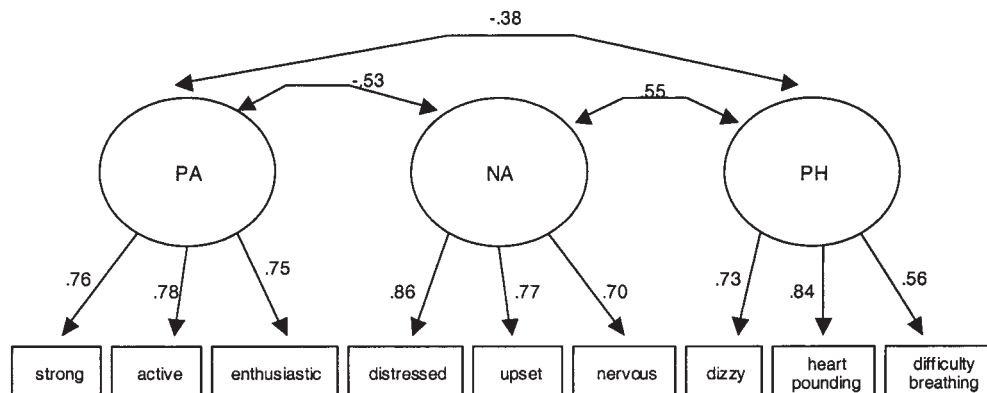 -.38
-.53
.55
PA
NA
PH
.76
.78
.75
.86
.77
.70
.73
.84
.56
strong
active
enthusiastic
distressed
upset
nervous
dizzy
heart
pounding
difficulty
breathing